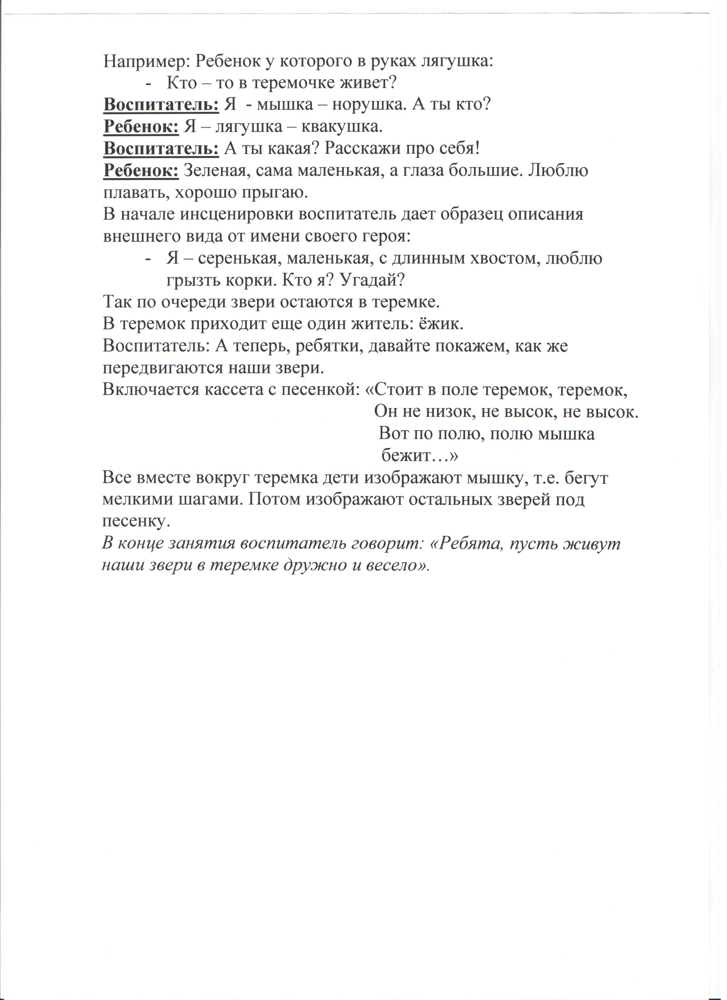 Например: Ребенок у которого в руках лягушка:
- Кто – то в теремочке живет?
Воспитатель: Я - мышка – норушка. А ты кто?
Ребенок: Я – лягушка – квакушка.
Воспитатель: А ты какая? Расскажи про себя!
Ребенок: Зеленая, сама маленькая, а глаза большие. Люблю
плавать, хорошо прыгаю.
В начале инсценировки воспитатель дает образец описания
внешнего вида от имени своего героя:
- Я – серенькая, маленькая, с длинным хвостом, люблю
грызть корки. Кто я? Угадай?
Так по очереди звери остаются в теремке.
В теремок приходит еще один житель: ёжик.
Воспитатель: А теперь, ребятки, давайте покажем, как же
передвигаются наши звери.
Включается кассета с песенкой: «Стоит в поле теремок, теремок,
Он не низок, не высок, не высок.
Вот по полю, полю мышка
бежит…»
Все вместе вокруг теремка дети изображают мышку, т.е. бегут
мелкими шагами. Потом изображают остальных зверей под
песенку.
В конце занятия воспитатель говорит: «Ребята, пусть живут
наши звери в теремке дружно и весело».